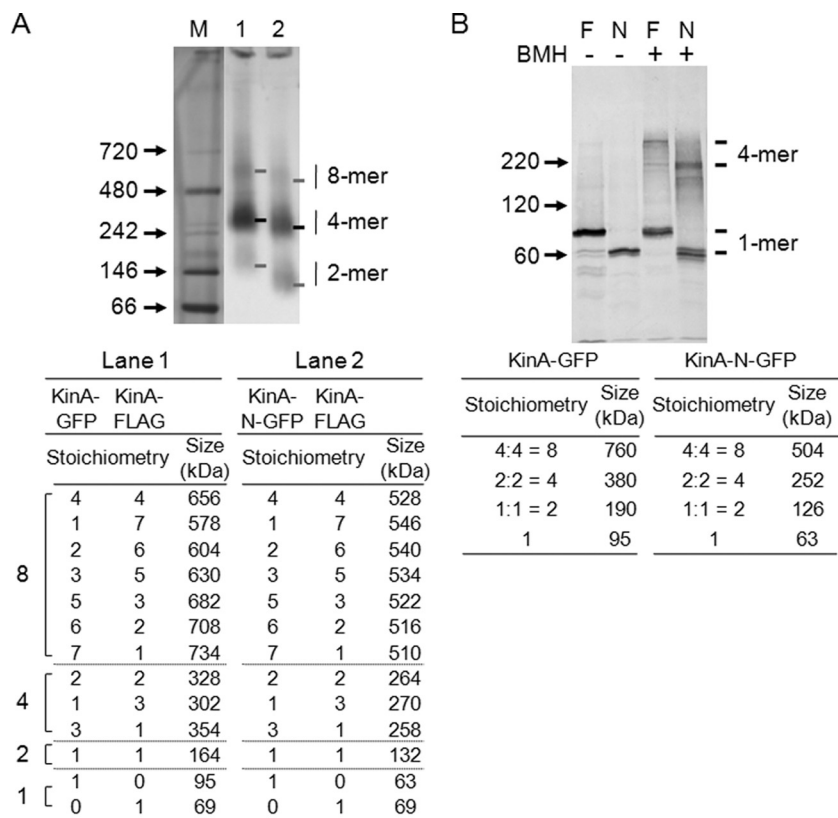 A
M 1 2
720
480
242
146
66
8-mer
4-mer
2-mer
B
F N F N
BMH - - + +
220
120
60
4-mer
1-mer
Lane 1 Lane 2
KinA-GFP KinA-FLAG KinA-N-GFP KinA-FLAG
Stoichiometry Size (kDa) Stoichiometry Size (kDa)
8
4 4 656 4 4 528
1 7 578 1 7 546
2 6 604 2 6 540
3 5 630 3 5 534
5 3 682 5 3 522
6 2 708 6 2 516
7 1 734 7 1 510
4
2 2 328 2 2 264
1 3 302 1 3 270
3 1 354 3 1 258
2
1 1 164 1 1 132
1
1 0 95 1 0 63
0 1 69 0 1 69
KinA-GFP KinA-N-GFP
Stoichiometry Size (kDa) Stoichiometry Size (kDa)
4:4 = 8 760 4:4 = 8 504
2:2 = 4 380 2:2 = 4 252
1:1 = 2 190 1:1 = 2 126
1 95 1 63